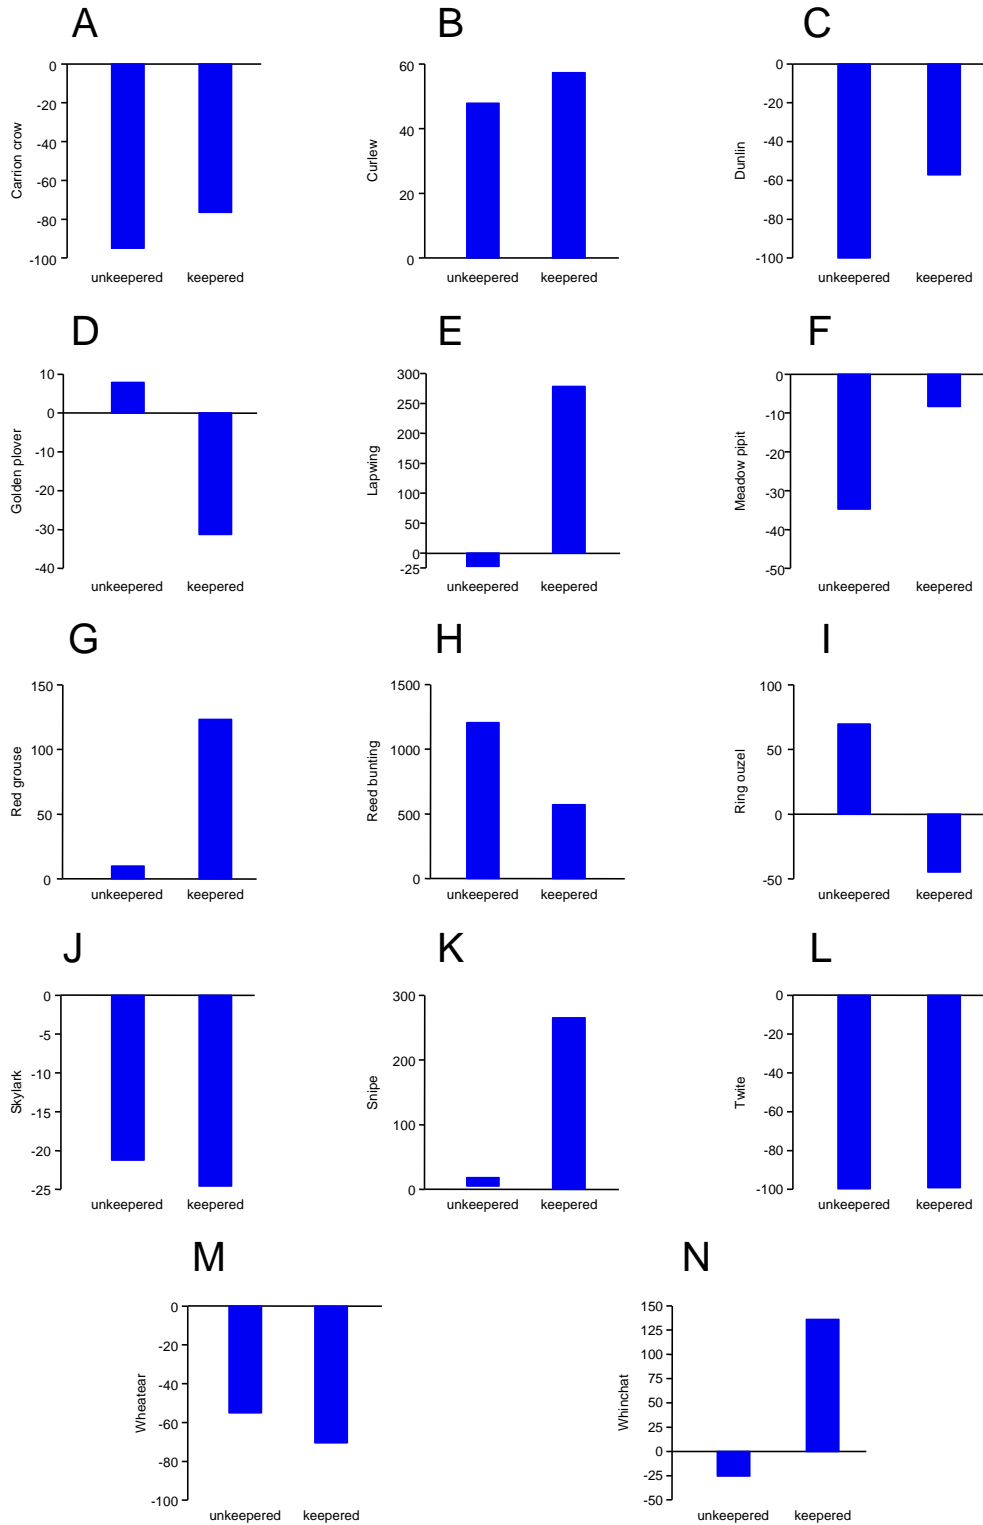 A
0
-20
-40
-60
-80
-100
Carrion crow
unkeepered keepered
B
60
40
20
0
Curlew
unkeepered keepered
C
0
-20
-40
-60
-80
-100
Dunlin
unkeepered keepered
D
10
0
-10
-20
-30
-40
Golden plover
unkeepered keepered
E
300
250
200
150
100
50
0
-25
Lapwing
unkeepered keepered
F
0
-10
-20
-30
-40
-50
Meadow pipit
unkeepered keepered
G
150
100
50
0
Red grouse
unkeepered keepered
H
1500
1000
500
0
Reed bunting
unkeepered keepered
I
100
50
0
-50
Ring ouzel
unkeepered keepered
J
0
-5
-10
-15
-20
-25
Skylark
unkeepered keepered
K
300
200
100
0
Snipe
unkeepered keepered
L
0
-20
-40
-60
-80
-100
Twite
unkeepered keepered
M
0
-20
-40
-60
-80
-100
Wheatear
unkeepered keepered
N
150
125
100
75
50
25
0
-25
-50
Whinchat
unkeepered keepered